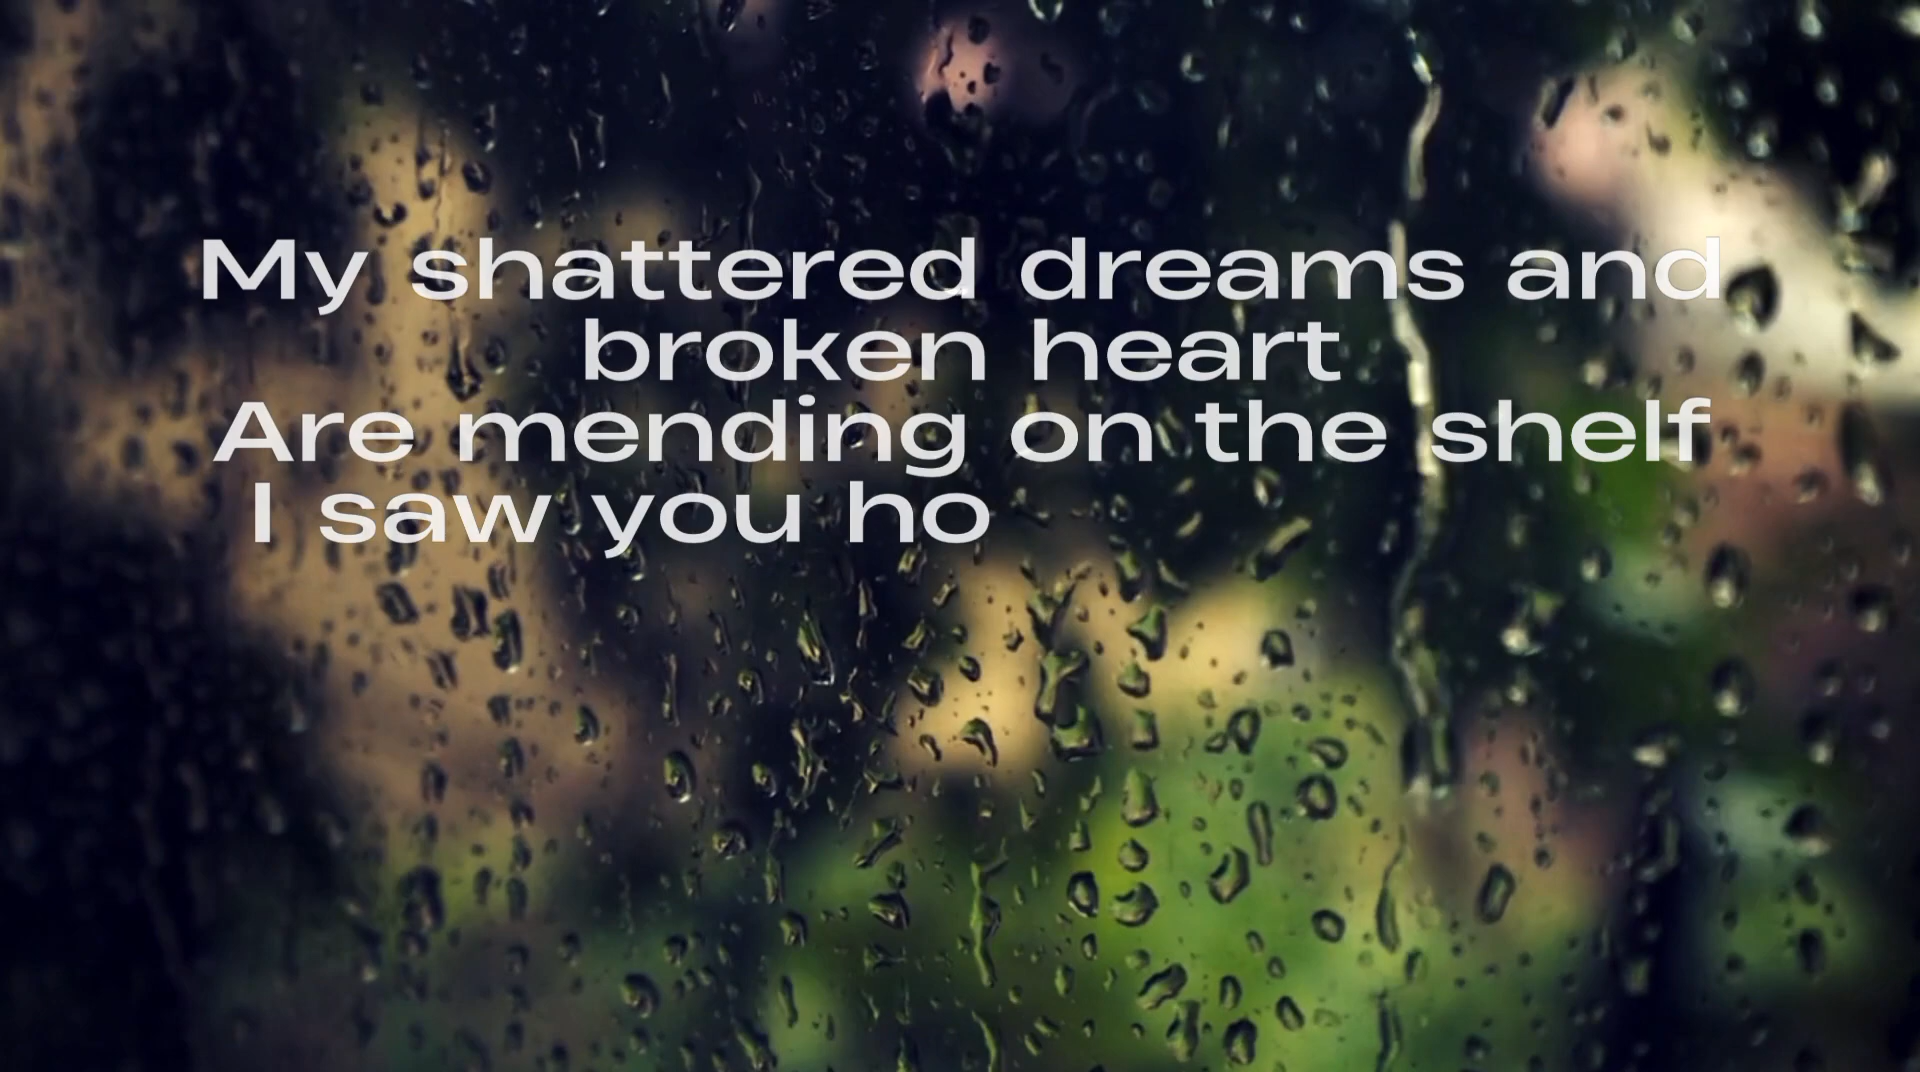 My shattered dreams and
broken heart
Are mending on the shelf
I saw you ho